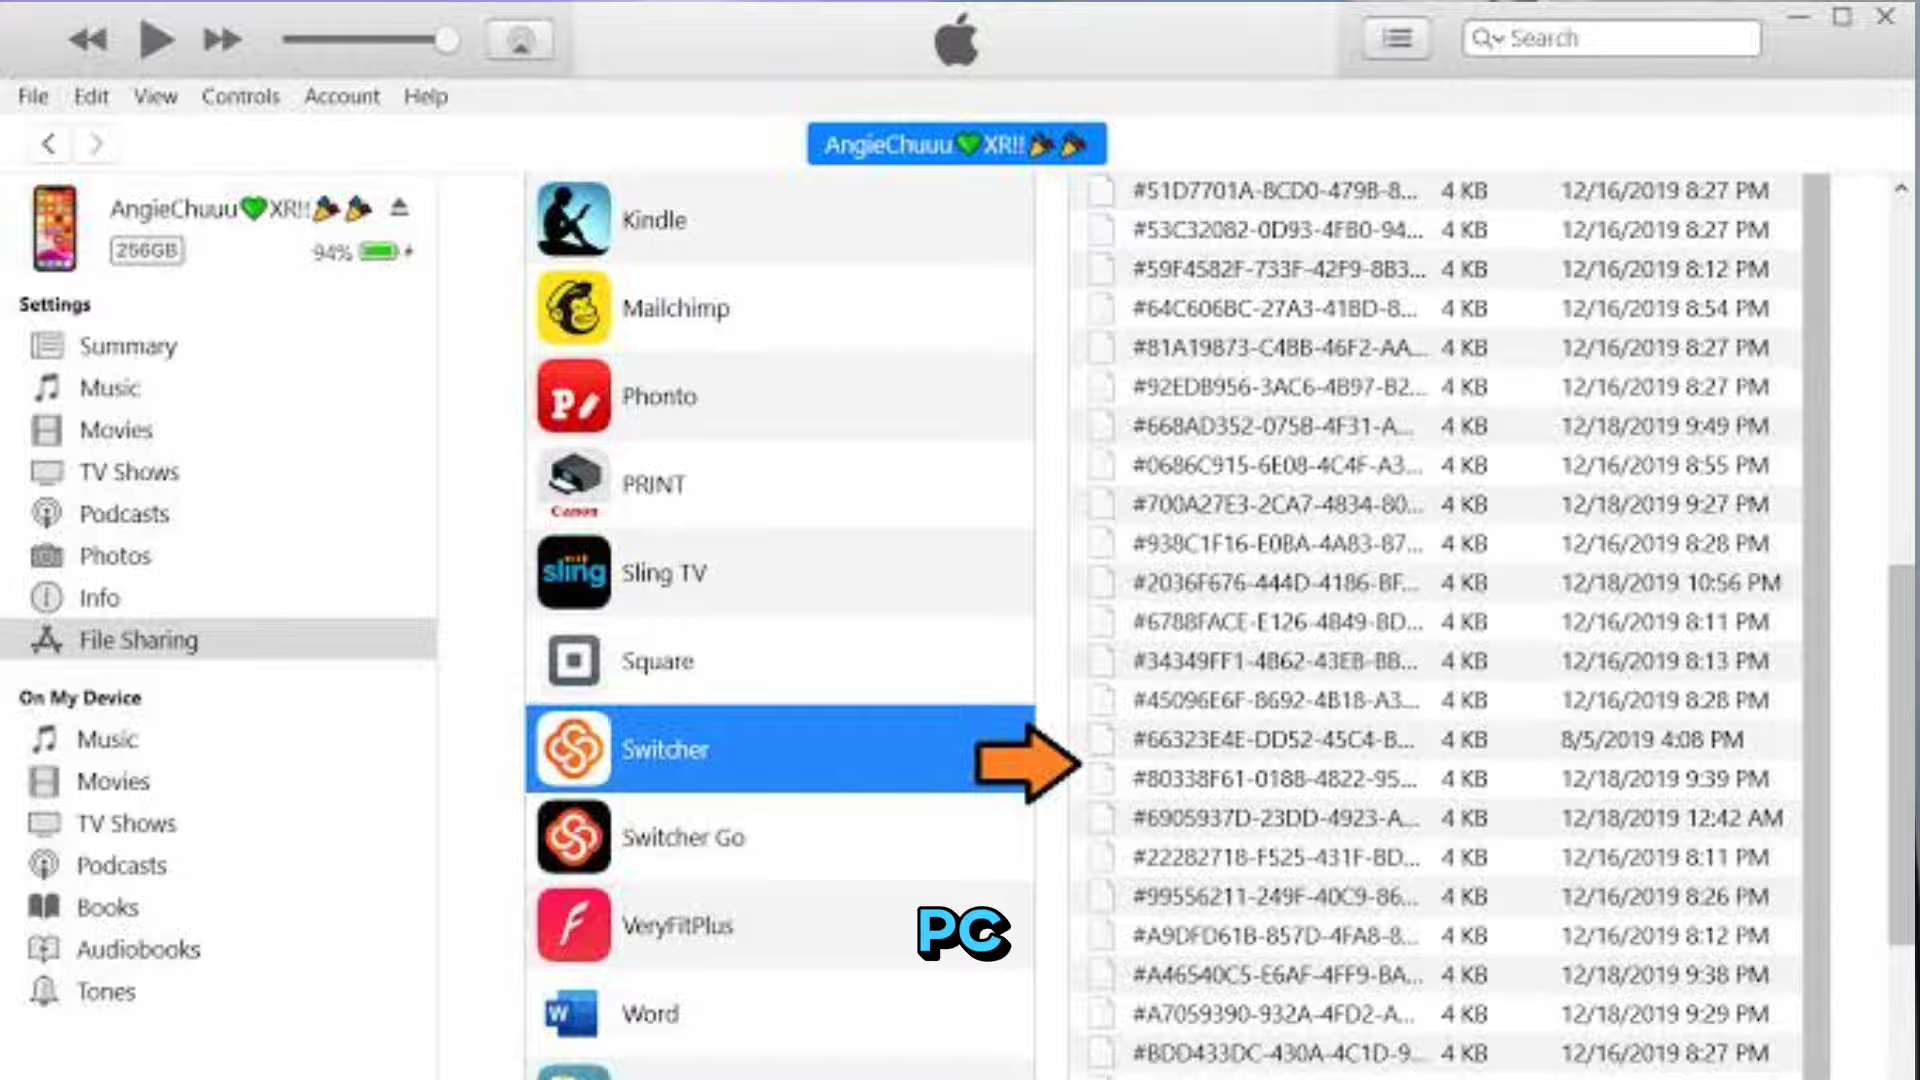 Search
File Edit View Controls Account Help
AngieChuuu💚XR!!🎉🎉
AngieChuuu💚XR!!🎉🎉
256GB
94%
Settings
Summary
Music
Movies
TV Shows
Podcasts
Photos
Info
File Sharing
On My Device
Music
Movies
TV Shows
Podcasts
Books
Audiobooks
Tones
Kindle
Mailchimp
Phonto
PRINT
Canon
sling
Sling TV
Square
Switcher
Switcher Go
VeryFitPlus
PC
W
Word
#51D7701A-8CD0-479B-8... 4 KB 12/16/2019 8:27 PM
#53C32082-0D93-4FB0-94... 4 KB 12/16/2019 8:27 PM
#59F4582F-733F-42F9-8B3... 4 KB 12/16/2019 8:12 PM
#64C606BC-27A3-41BD-8... 4 KB 12/16/2019 8:54 PM
#81A19873-C4BB-46F2-AA... 4 KB 12/16/2019 8:27 PM
#92EDB956-3AC6-4B97-B2... 4 KB 12/16/2019 8:27 PM
#668AD352-075B-4F31-A... 4 KB 12/18/2019 9:49 PM
#0686C915-6E08-4C4F-A3... 4 KB 12/16/2019 8:55 PM
#700A27E3-2CA7-4834-80... 4 KB 12/18/2019 9:27 PM
#938C1F16-E0BA-4A83-87... 4 KB 12/16/2019 8:28 PM
#2036F676-444D-4186-BF... 4 KB 12/18/2019 10:56 PM
#6788FACE-E126-4849-BD... 4 KB 12/16/2019 8:11 PM
#34349FF1-4B62-43EB-BB... 4 KB 12/16/2019 8:13 PM
#45096E6F-8692-4B18-A3... 4 KB 12/16/2019 8:28 PM
#66323E4E-DD52-45C4-B... 4 KB 8/5/2019 4:08 PM
#80338F61-0188-4822-95... 4 KB 12/18/2019 9:39 PM
#6905937D-23DD-4923-A... 4 KB 12/18/2019 12:42 AM
#22282718-F525-431F-BD... 4 KB 12/16/2019 8:11 PM
#99556211-249F-40C9-86... 4 KB 12/16/2019 8:26 PM
#A9DFD61B-857D-4FA8-8... 4 KB 12/16/2019 8:12 PM
#A46540C5-E6AF-4FF9-BA... 4 KB 12/18/2019 9:38 PM
#A7059390-932A-4FD2-A... 4 KB 12/18/2019 9:29 PM
#BDD433DC-430A-4C1D-9... 4 KB 12/16/2019 8:27 PM